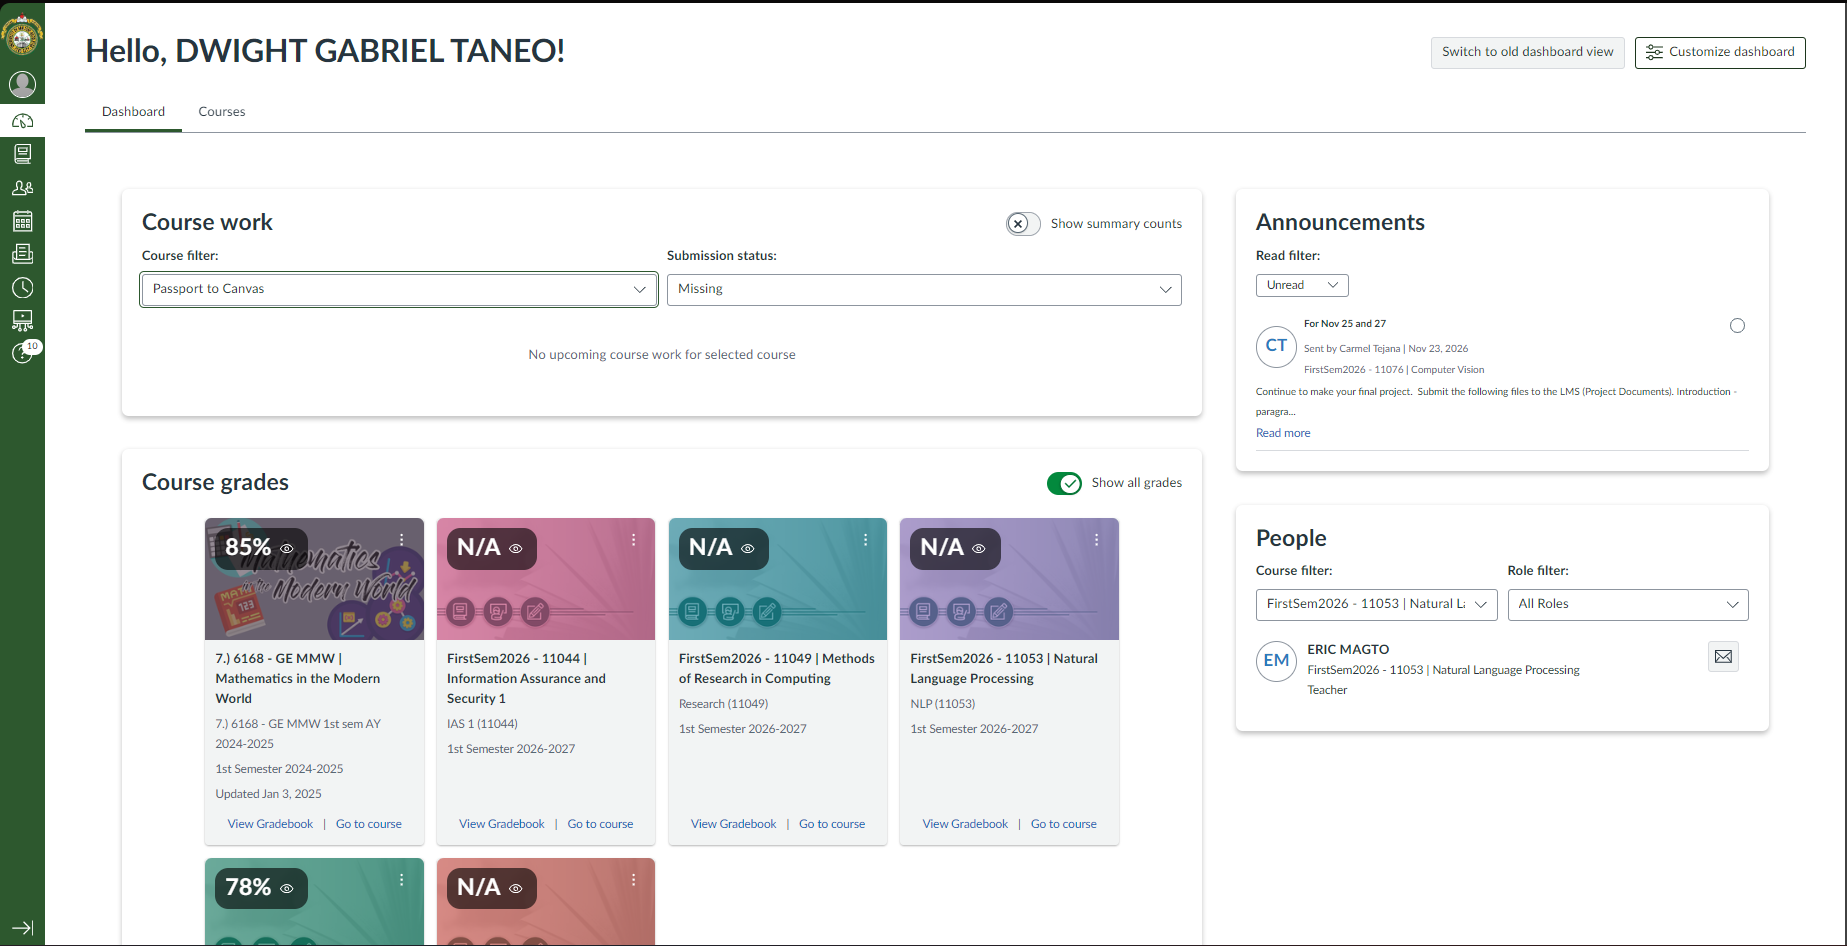 Hello, DWIGHT GABRIEL TANEO!
Switch to old dashboard view
Customize dashboard
Dashboard
Courses
10
Course work
Show summary counts
Course filter:
Submission status:
Passport to Canvas
Missing
No upcoming course work for selected course
Announcements
Read filter:
Unread
CT
For Nov 25 and 27
Sent by Carmel Tejana | Nov 23, 2026
FirstSem2026 - 11076 | Computer Vision
Continue to make your final project. Submit the following files to the LMS (Project Documents). Introduction -
paragra...
Read more
Course grades
Show all grades
85%
Mathematics
in the Modern
World
MATH
123
7.) 6168 - GE MMW |
Mathematics in the Modern
World
7.) 6168 - GE MMW 1st sem AY
2024-2025
1st Semester 2024-2025
Updated Jan 3, 2025
View Gradebook | Go to course
N/A
FirstSem2026 - 11044 |
Information Assurance and
Security 1
IAS 1 (11044)
1st Semester 2026-2027
View Gradebook | Go to course
N/A
FirstSem2026 - 11049 | Methods
of Research in Computing
Research (11049)
1st Semester 2026-2027
View Gradebook | Go to course
N/A
FirstSem2026 - 11053 | Natural
Language Processing
NLP (11053)
1st Semester 2026-2027
View Gradebook | Go to course
78%
N/A
People
Course filter:
Role filter:
FirstSem2026 - 11053 | Natural
All Roles
EM
ERIC MAGTO
FirstSem2026 - 11053 | Natural Language Processing
Teacher